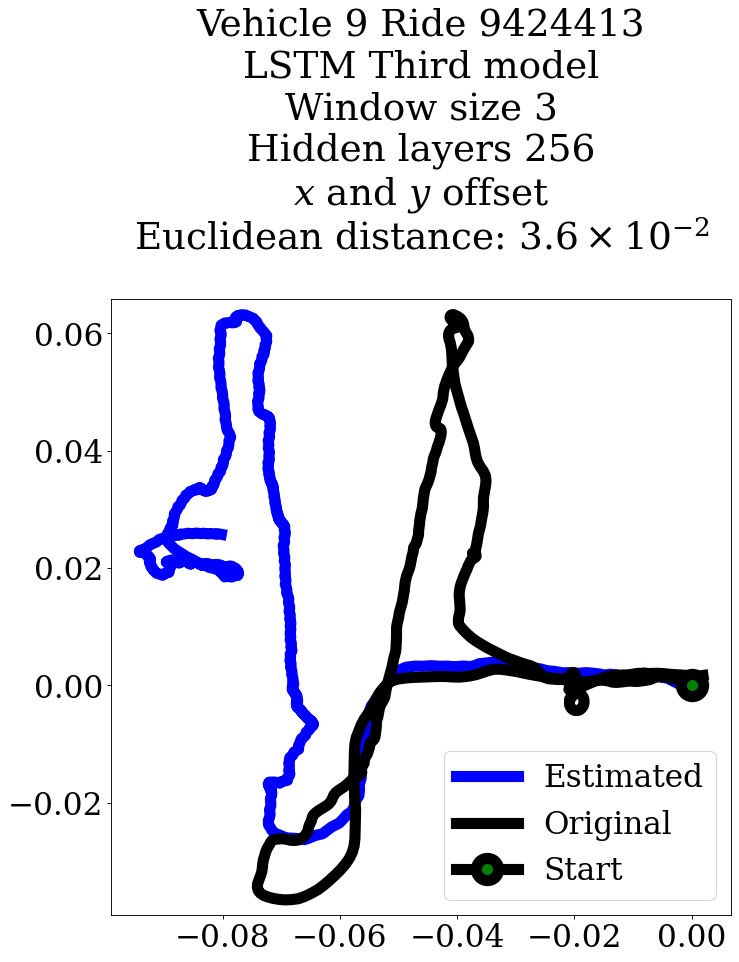 Vehicle 9 Ride 9424413
LSTM Third model
Window size 3
Hidden layers 256
x and y offset
Euclidean distance: 3.6 × 10⁻²
0.06
0.04
0.02
0.00
−0.02
Estimated
Original
Start
−0.08 −0.06 −0.04 −0.02 0.00